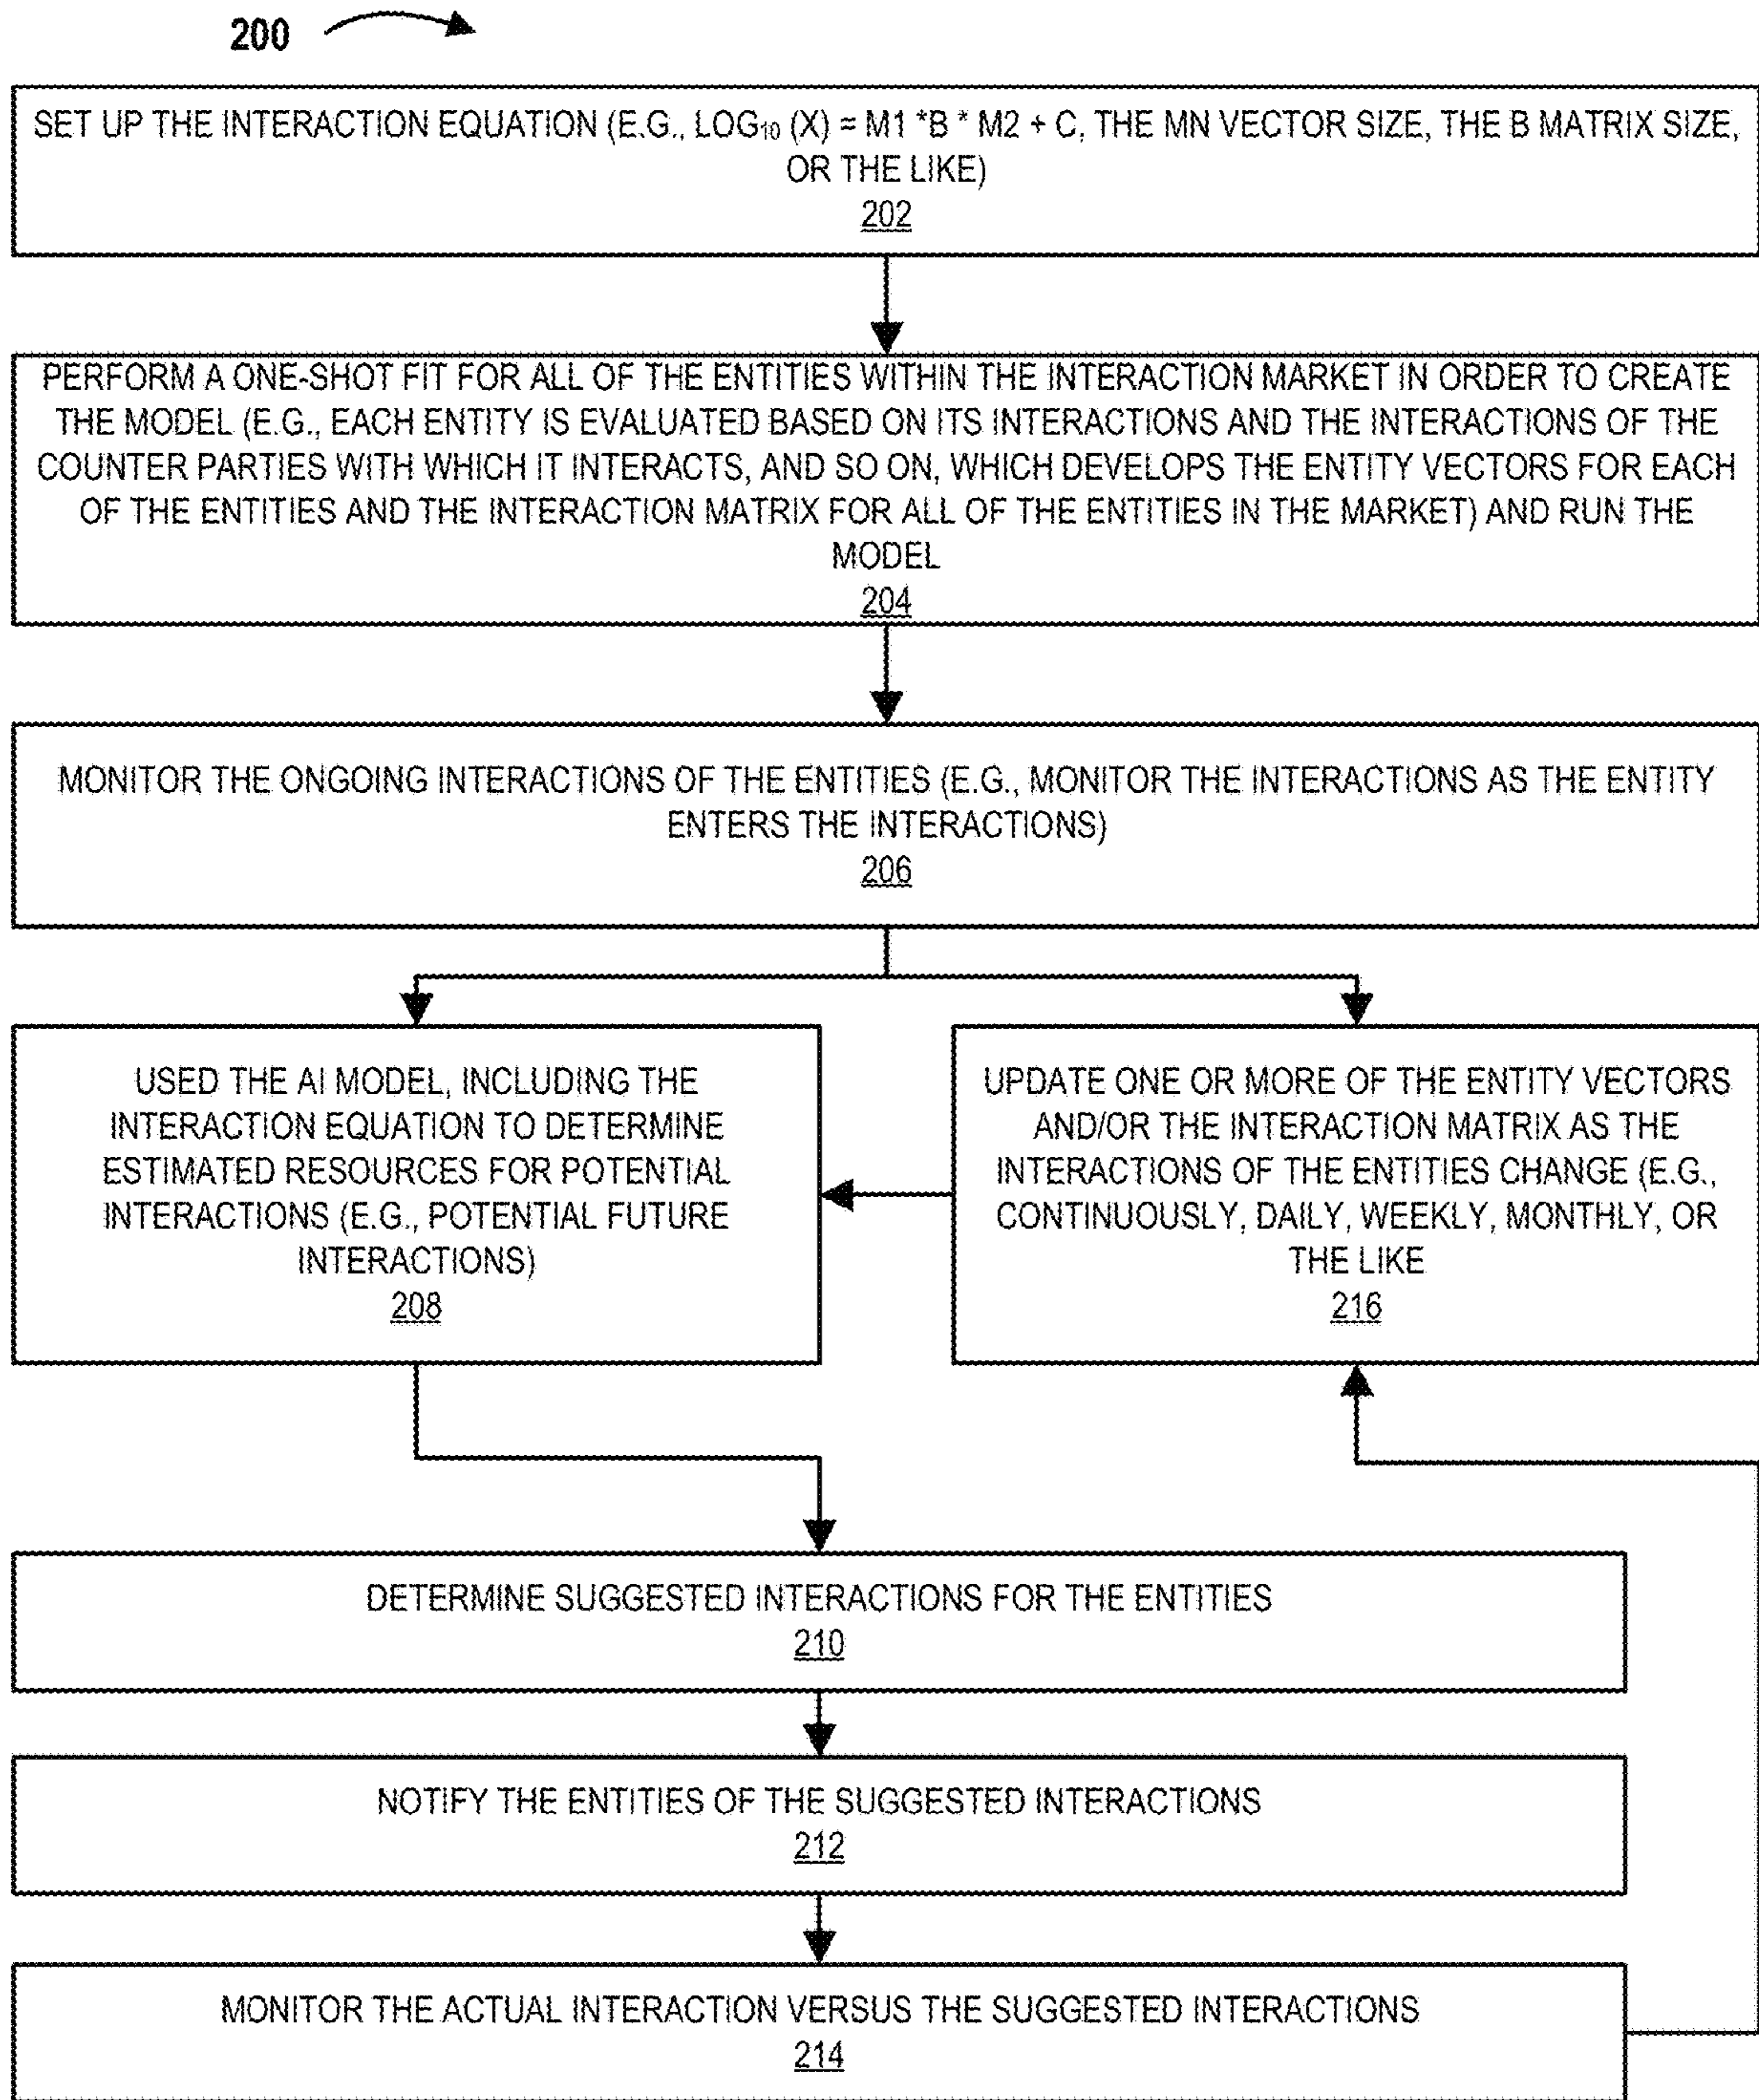 200
SET UP THE INTERACTION EQUATION (E.G., LOG₁₀ (X) = M1 *B * M2 + C, THE MN VECTOR SIZE, THE B MATRIX SIZE,
OR THE LIKE)
202
PERFORM A ONE-SHOT FIT FOR ALL OF THE ENTITIES WITHIN THE INTERACTION MARKET IN ORDER TO CREATE
THE MODEL (E.G., EACH ENTITY IS EVALUATED BASED ON ITS INTERACTIONS AND THE INTERACTIONS OF THE
COUNTER PARTIES WITH WHICH IT INTERACTS, AND SO ON, WHICH DEVELOPS THE ENTITY VECTORS FOR EACH
OF THE ENTITIES AND THE INTERACTION MATRIX FOR ALL OF THE ENTITIES IN THE MARKET) AND RUN THE
MODEL
204
MONITOR THE ONGOING INTERACTIONS OF THE ENTITIES (E.G., MONITOR THE INTERACTIONS AS THE ENTITY
ENTERS THE INTERACTIONS)
206
USED THE AI MODEL, INCLUDING THE
INTERACTION EQUATION TO DETERMINE
ESTIMATED RESOURCES FOR POTENTIAL
INTERACTIONS (E.G., POTENTIAL FUTURE
INTERACTIONS)
208
UPDATE ONE OR MORE OF THE ENTITY VECTORS
AND/OR THE INTERACTION MATRIX AS THE
INTERACTIONS OF THE ENTITIES CHANGE (E.G.,
CONTINUOUSLY, DAILY, WEEKLY, MONTHLY, OR
THE LIKE
216
DETERMINE SUGGESTED INTERACTIONS FOR THE ENTITIES
210
NOTIFY THE ENTITIES OF THE SUGGESTED INTERACTIONS
212
MONITOR THE ACTUAL INTERACTION VERSUS THE SUGGESTED INTERACTIONS
214